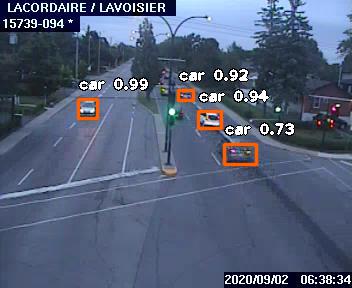 LACORDAIRE / LAVOISIER
15739-094 *
car 0.99
car 0.92
car 0.94
car 0.73
2020/09/02 06:38:34